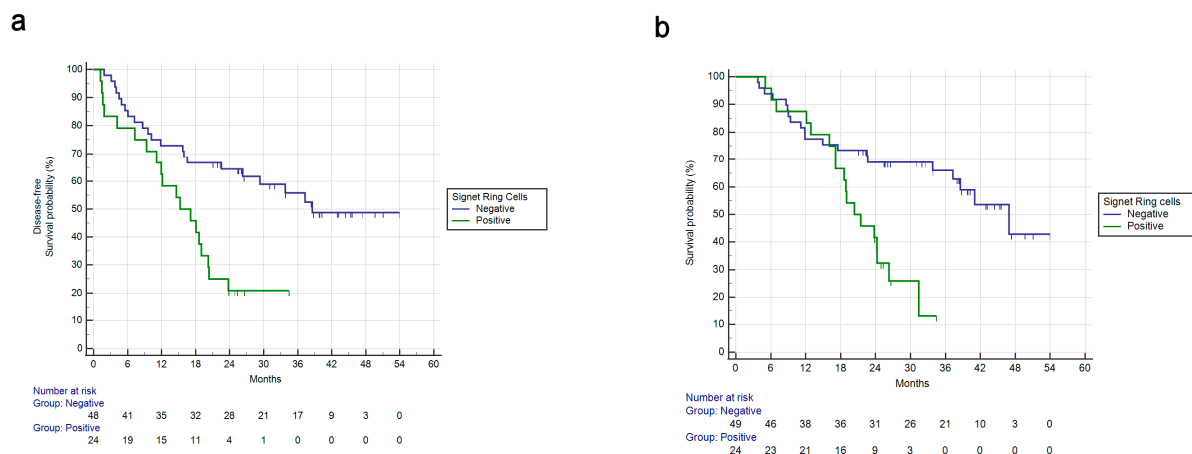 a
Disease-free
Survival probability (%)
100
90
80
70
60
50
40
30
20
10
0
0 6 12 18 24 30 36 42 48 54 60
Months
Signet Ring Cells
Negative
Positive
Number at risk
Group: Negative
48 41 35 32 28 21 17 9 3 0
Group: Positive
24 19 15 11 4 1 0 0 0 0
b
Survival probability (%)
100
90
80
70
60
50
40
30
20
10
0
0 6 12 18 24 30 36 42 48 54 60
Months
Signet Ring cells
Negative
Positive
Number at risk
Group: Negative
49 46 38 36 31 26 21 10 3 0
Group: Positive
24 23 21 16 9 3 0 0 0 0